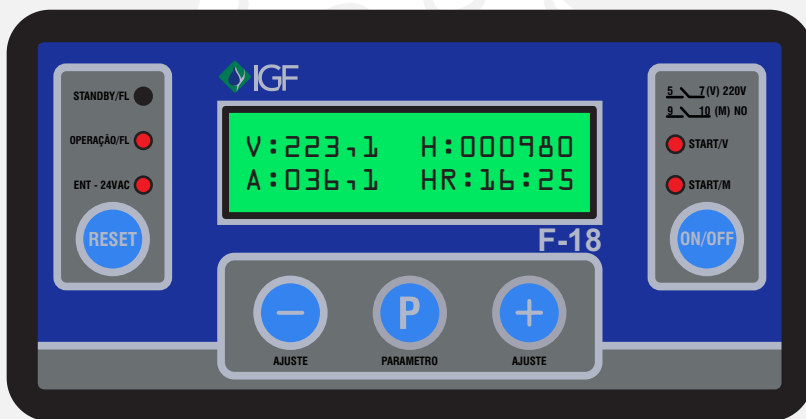 STANDBY/FL
OPERAÇÃO/FL
ENT - 24VAC
RESET
IGF
V:223,1 H:000980
A:036,1 HR:16:25
F-18
5 7 (V) 220V
9 10 (M) NO
START/V
START/M
ON/OFF
− P +
AJUSTE PARAMETRO AJUSTE